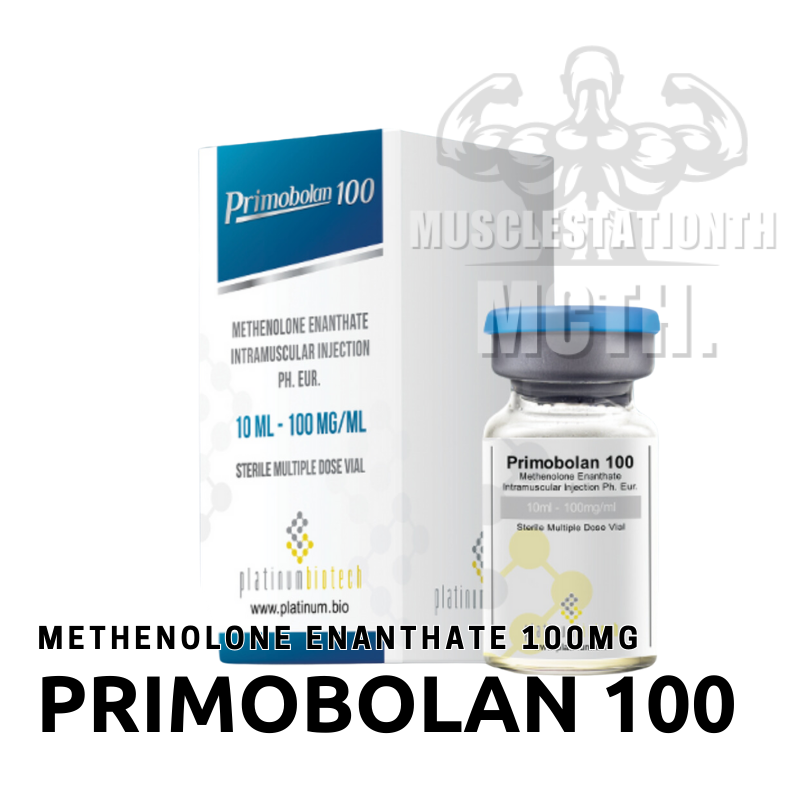 MUSCLESTATIONTH
MCTH.
Primobolan 100
METHENOLONE ENANTHATE
INTRAMUSCULAR INJECTION
PH. EUR.
10 ML - 100 MG/ML
STERILE MULTIPLE DOSE VIAL
platinumbiotech
www.platinum.bio
platinum
Primobolan 100
Methenolone Enanthate
Intramuscular Injection Ph. Eur.
10ml - 100mg/ml
Sterile Multiple Dose Vial
METHENOLONE ENANTHATE 100MG
PRIMOBOLAN 100